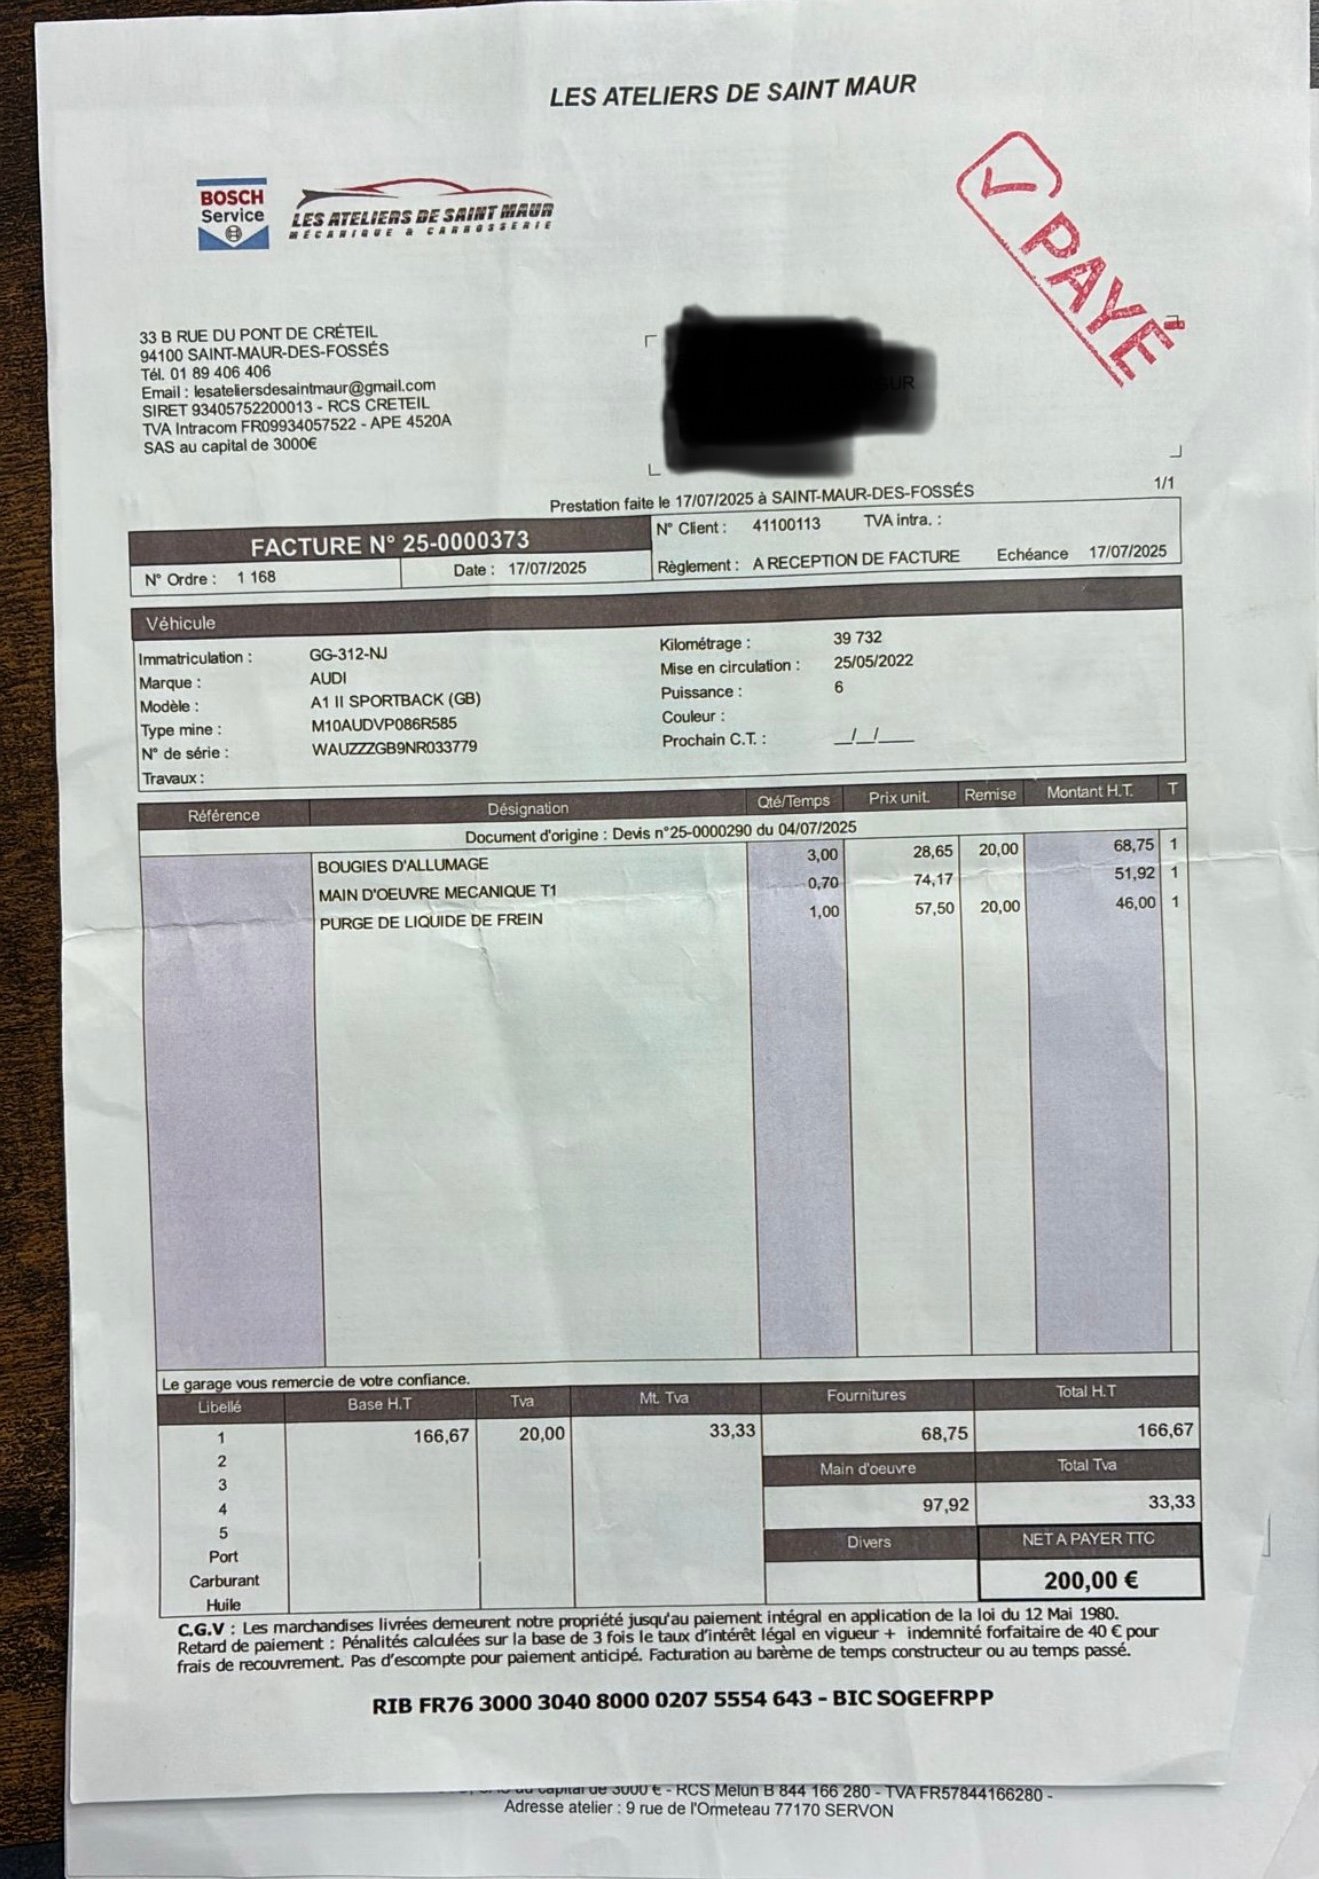 LES ATELIERS DE SAINT MAUR
BOSCH
Service
LES ATELIERS DE SAINT MAUR
MÉCANIQUE & CARROSSERIE
PAYÉ
33 B RUE DU PONT DE CRÉTEIL
94100 SAINT-MAUR-DES-FOSSÉS
Tél. 01 89 406 406
Email : lesateliersdesaintmaur@gmail.com
SIRET 93405752200013 - RCS CRETEIL
TVA Intracom FR09934057522 - APE 4520A
SAS au capital de 3000€
Prestation faite le 17/07/2025 à SAINT-MAUR-DES-FOSSÉS
1/1
FACTURE N° 25-0000373
N° Ordre : 1 168 Date : 17/07/2025
N° Client : 41100113 TVA intra. :
Règlement : A RECEPTION DE FACTURE Echéance 17/07/2025
Véhicule
Immatriculation : GG-312-NJ
Marque : AUDI
Modèle : A1 II SPORTBACK (GB)
Type mine : M10AUDVP086R585
N° de série : WAUZZZGB9NR033779
Travaux :
Kilométrage : 39 732
Mise en circulation : 25/05/2022
Puissance : 6
Couleur :
Prochain C.T. : __/__/____
Référence Désignation Qté/Temps Prix unit. Remise Montant H.T. T
Document d'origine : Devis n°25-0000290 du 04/07/2025
BOUGIES D'ALLUMAGE 3,00 28,65 20,00 68,75 1
MAIN D'OEUVRE MECANIQUE T1 0,70 74,17 51,92 1
PURGE DE LIQUIDE DE FREIN 1,00 57,50 20,00 46,00 1
Le garage vous remercie de votre confiance.
Libellé Base H.T Tva Mt. Tva Fournitures Total H.T
1 166,67 20,00 33,33 68,75 166,67
2
Main d'oeuvre Total Tva
3
4 97,92 33,33
5
Divers NET A PAYER TTC
Port
Carburant 200,00 €
Huile
C.G.V : Les marchandises livrées demeurent notre propriété jusqu'au paiement intégral en application de la loi du 12 Mai 1980.
Retard de paiement : Pénalités calculées sur la base de 3 fois le taux d'intérêt légal en vigueur + indemnité forfaitaire de 40 € pour
frais de recouvrement. Pas d'escompte pour paiement anticipé. Facturation au barème de temps constructeur ou au temps passé.
RIB FR76 3000 3040 8000 0207 5554 643 - BIC SOGEFRPP
au capital de 3000 € - RCS Melun B 844 166 280 - TVA FR57844166280 -
Adresse atelier : 9 rue de l'Ormeteau 77170 SERVON